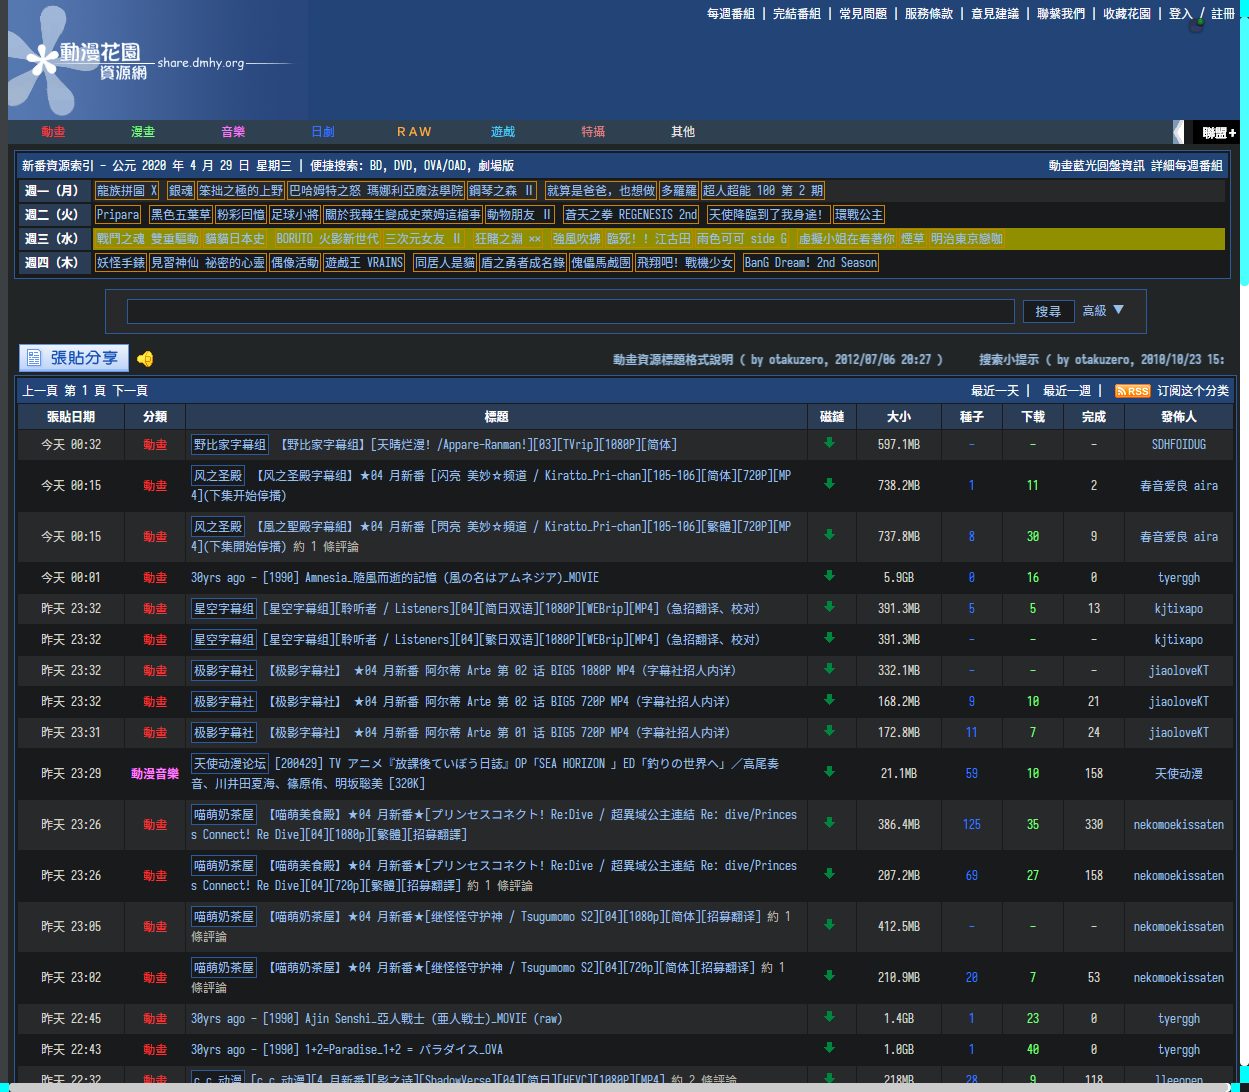 每週番組 | 完結番組 | 常見問題 | 服務條款 | 意見建議 | 聯繫我們 | 收藏花園 | 登入 / 註冊
動漫花園
資源網 share.dmhy.org
動畫 漫畫 音樂 日劇 RAW 遊戲 特攝 其他 聯盟+
新番資源索引 - 公元 2020 年 4 月 29 日 星期三 | 便捷搜索: BD, DVD, OVA/OAD, 劇場版 動畫藍光圓盤資訊 詳細每週番組
週一（月） 龍族拼圖 X 銀魂 笨拙之極的上野 巴哈姆特之怒 瑪娜利亞魔法學院 鋼琴之森 Ⅱ 就算是爸爸，也想做 多羅羅 超人超能 100 第 2 期
週二（火） Pripara 黑色五葉草 粉彩回憶 足球小將 關於我轉生變成史萊姆這檔事 動物朋友 Ⅱ 蒼天之拳 REGENESIS 2nd 天使降臨到了我身邊! 環戰公主
週三（水） 戰鬥之魂 雙重驅動 貓貓日本史 BORUTO 火影新世代 三次元女友 Ⅱ 狂賭之淵 ×× 強風吹拂 臨死!! 江古田 雨色可可 side G 虛擬小姐在看著你 煙草 明治東京戀伽
週四（木） 妖怪手錶 見習神仙 祕密的心靈 偶像活動 遊戲王 VRAINS 同居人是貓 盾之勇者成名錄 傀儡馬戲團 飛翔吧! 戰機少女 BanG Dream! 2nd Season
搜尋 高級 ▼
張貼分享 動畫資源標題格式說明 ( by otakuzero, 2012/07/06 20:27 ) 搜索小提示 ( by otakuzero, 2010/10/23 15:
上一頁 第 1 頁 下一頁 最近一天 | 最近一週 | RSS 订阅这个分类
張貼日期 分類 標題 磁鏈 大小 種子 下載 完成 發佈人
今天 00:32 動畫 野比家字幕组 【野比家字幕组】[天晴烂漫! /Appare-Ranman!][03][TVrip][1080P][简体] 597.1MB - - - SDHFOIDUG
今天 00:15 動畫 风之圣殿 【风之圣殿字幕组】★04 月新番 [闪亮 美妙☆频道 / Kiratto_Pri-chan][105-106][简体][720P][MP
4](下集开始停播) 738.2MB 1 11 2 春音爱良 aira
今天 00:15 動畫 风之圣殿 【風之聖殿字幕組】★04 月新番 [閃亮 美妙☆頻道 / Kiratto_Pri-chan][105-106][繁體][720P][MP
4](下集開始停播) 約 1 條評論 737.8MB 8 30 9 春音爱良 aira
今天 00:01 動畫 30yrs ago - [1990] Amnesia_隨風而逝的記憶 (風の名はアムネジア)_MOVIE 5.9GB 0 16 0 tyerggh
昨天 23:32 動畫 星空字幕组 [星空字幕组][聆听者 / Listeners][04][简日双语][1080P][WEBrip][MP4]（急招翻译、校对） 391.3MB 5 5 13 kjtixapo
昨天 23:32 動畫 星空字幕组 [星空字幕组][聆听者 / Listeners][04][繁日双语][1080P][WEBrip][MP4]（急招翻译、校对） 391.3MB - - - kjtixapo
昨天 23:32 動畫 极影字幕社 【极影字幕社】 ★04 月新番 阿尔蒂 Arte 第 02 话 BIG5 1080P MP4（字幕社招人内详） 332.1MB - - - jiaoloveKT
昨天 23:32 動畫 极影字幕社 【极影字幕社】 ★04 月新番 阿尔蒂 Arte 第 02 话 BIG5 720P MP4（字幕社招人内详） 168.2MB 9 10 21 jiaoloveKT
昨天 23:31 動畫 极影字幕社 【极影字幕社】 ★04 月新番 阿尔蒂 Arte 第 01 话 BIG5 720P MP4（字幕社招人内详） 172.8MB 11 7 24 jiaoloveKT
昨天 23:29 動漫音樂 天使动漫论坛 [200429] TV アニメ『放課後ていぼう日誌』OP「SEA HORIZON 」ED「釣りの世界へ」／高尾奏
音、川井田夏海、篠原侑、明坂聡美 [320K] 21.1MB 59 10 158 天使动漫
昨天 23:26 動畫 喵萌奶茶屋 【喵萌美食殿】★04 月新番★[プリンセスコネクト! Re:Dive / 超異域公主連結 Re: dive/Princes
s Connect! Re Dive][04][1080p][繁體][招募翻譯] 386.4MB 125 35 330 nekomoekissaten
昨天 23:26 動畫 喵萌奶茶屋 【喵萌美食殿】★04 月新番★[プリンセスコネクト! Re:Dive / 超異域公主連結 Re: dive/Princes
s Connect! Re Dive][04][720p][繁體][招募翻譯] 約 1 條評論 207.2MB 69 27 158 nekomoekissaten
昨天 23:05 動畫 喵萌奶茶屋 【喵萌奶茶屋】★04 月新番★[继怪怪守护神 / Tsugumomo S2][04][1080p][简体][招募翻译] 約 1
條評論 412.5MB - - - nekomoekissaten
昨天 23:02 動畫 喵萌奶茶屋 【喵萌奶茶屋】★04 月新番★[继怪怪守护神 / Tsugumomo S2][04][720p][简体][招募翻译] 約 1
條評論 210.9MB 20 7 53 nekomoekissaten
昨天 22:45 動畫 30yrs ago - [1990] Ajin Senshi_亞人戰士 (亜人戦士)_MOVIE (raw) 1.4GB 1 23 0 tyerggh
昨天 22:43 動畫 30yrs ago - [1990] 1+2=Paradise_1+2 = パラダイス_OVA 1.0GB 1 40 0 tyerggh
昨天 22:32 動畫 c.c 动漫 [c.c 动漫][4 月新番][影之诗][ShadowVerse][04][简日][HEVC][1080P][MP4] 約 2 條評論 218MB 28 9 118 lleennen